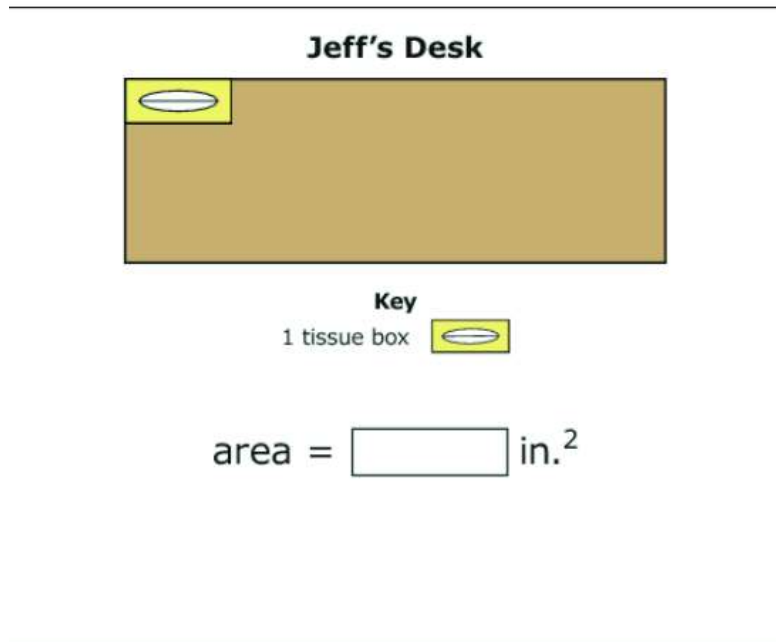 Jeff’s Desk
Key
1 tissue box
area = in.²